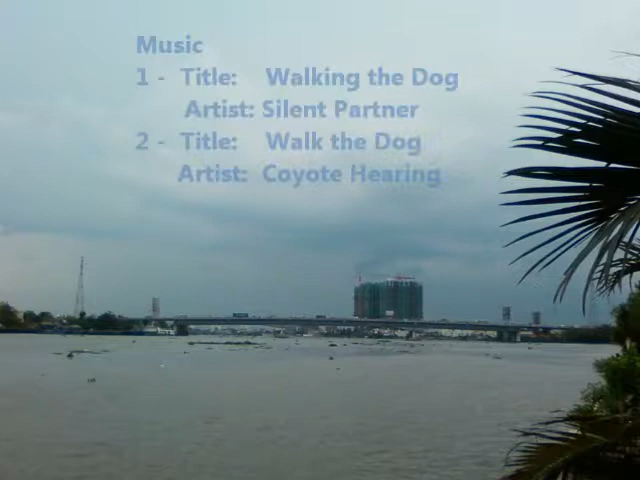 Music
1 - Title: Walking the Dog
Artist: Silent Partner
2 - Title: Walk the Dog
Artist: Coyote Hearing